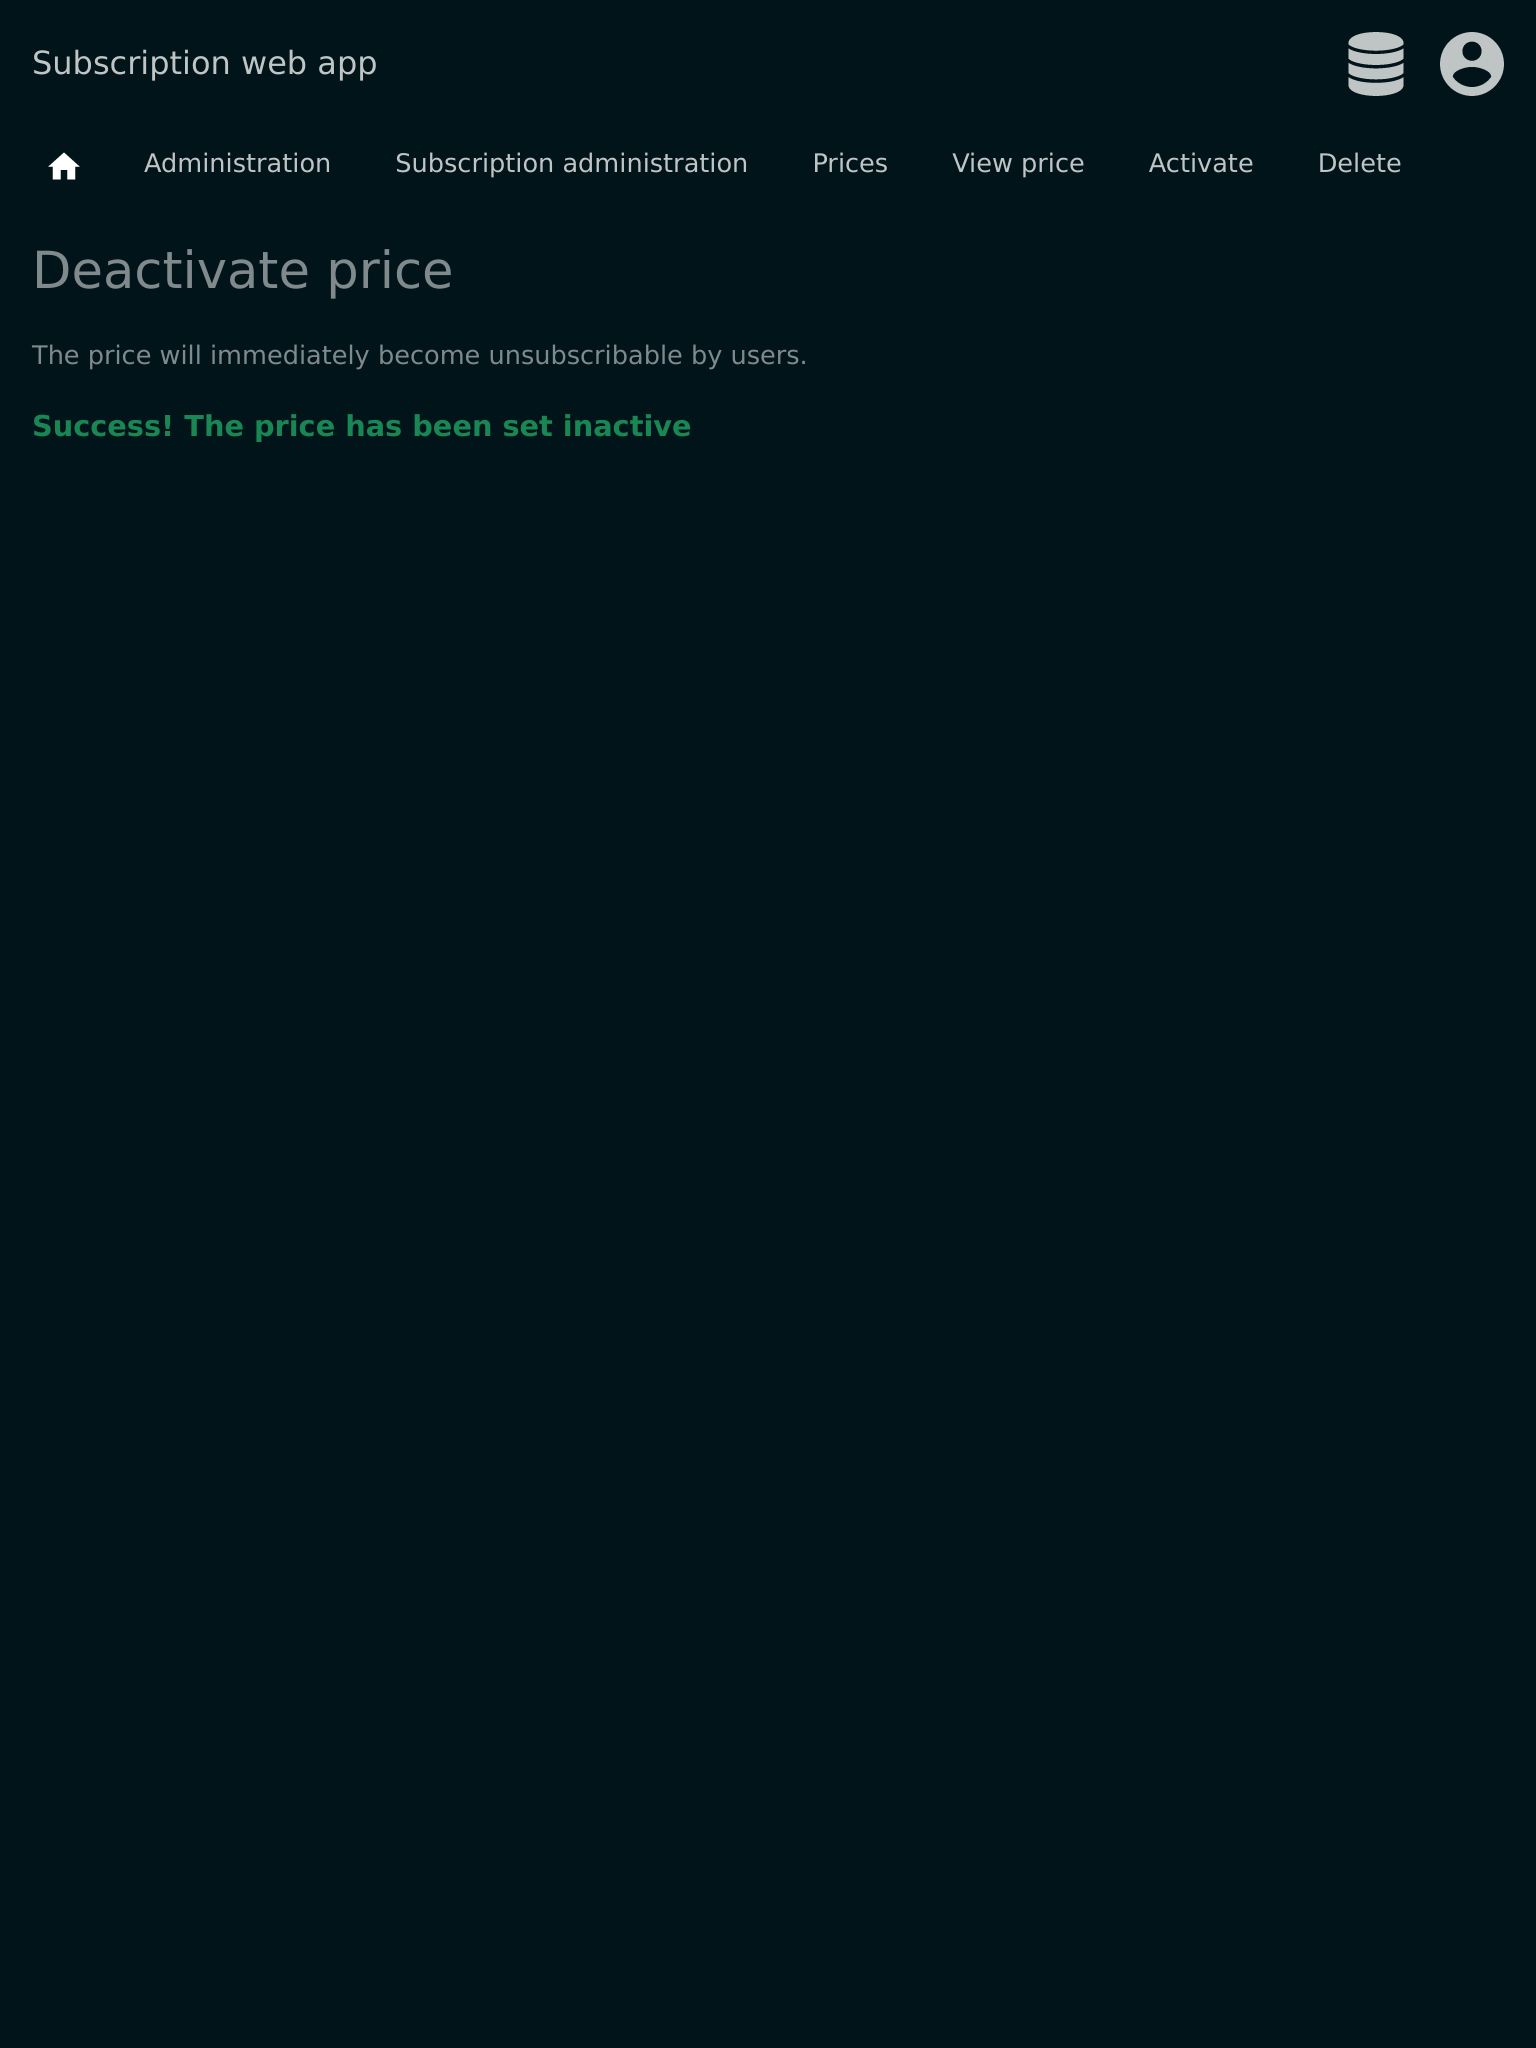 Subscription web app
Administration Subscription administration Prices View price Activate Delete
Deactivate price
The price will immediately become unsubscribable by users.
Success! The price has been set inactive